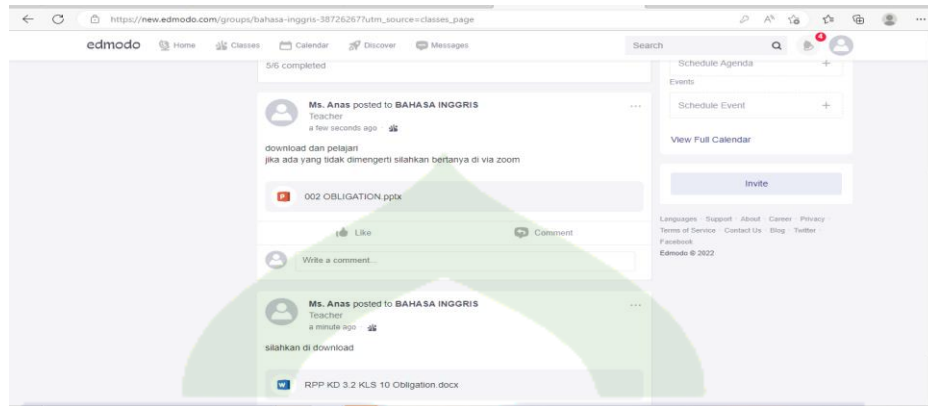 https://new.edmodo.com/groups/bahasa-inggris-38726267?utm_source=classes_page
edmodo Home Classes Calendar Discover Messages Search 4
5/6 completed
Ms. Anas posted to BAHASA INGGRIS
Teacher
a few seconds ago
download dan pelajari
jika ada yang tidak dimengerti silahkan bertanya di via zoom
002 OBLIGATION.pptx
Like Comment
Write a comment...
Ms. Anas posted to BAHASA INGGRIS
Teacher
a minute ago
silahkan di download
RPP KD 3.2 KLS 10 Obligation.docx
Schedule Agenda
Events
Schedule Event
View Full Calendar
Invite
Languages · Support · About · Career · Privacy ·
Terms of Service · Contact Us · Blog · Twitter ·
Facebook
Edmodo © 2022